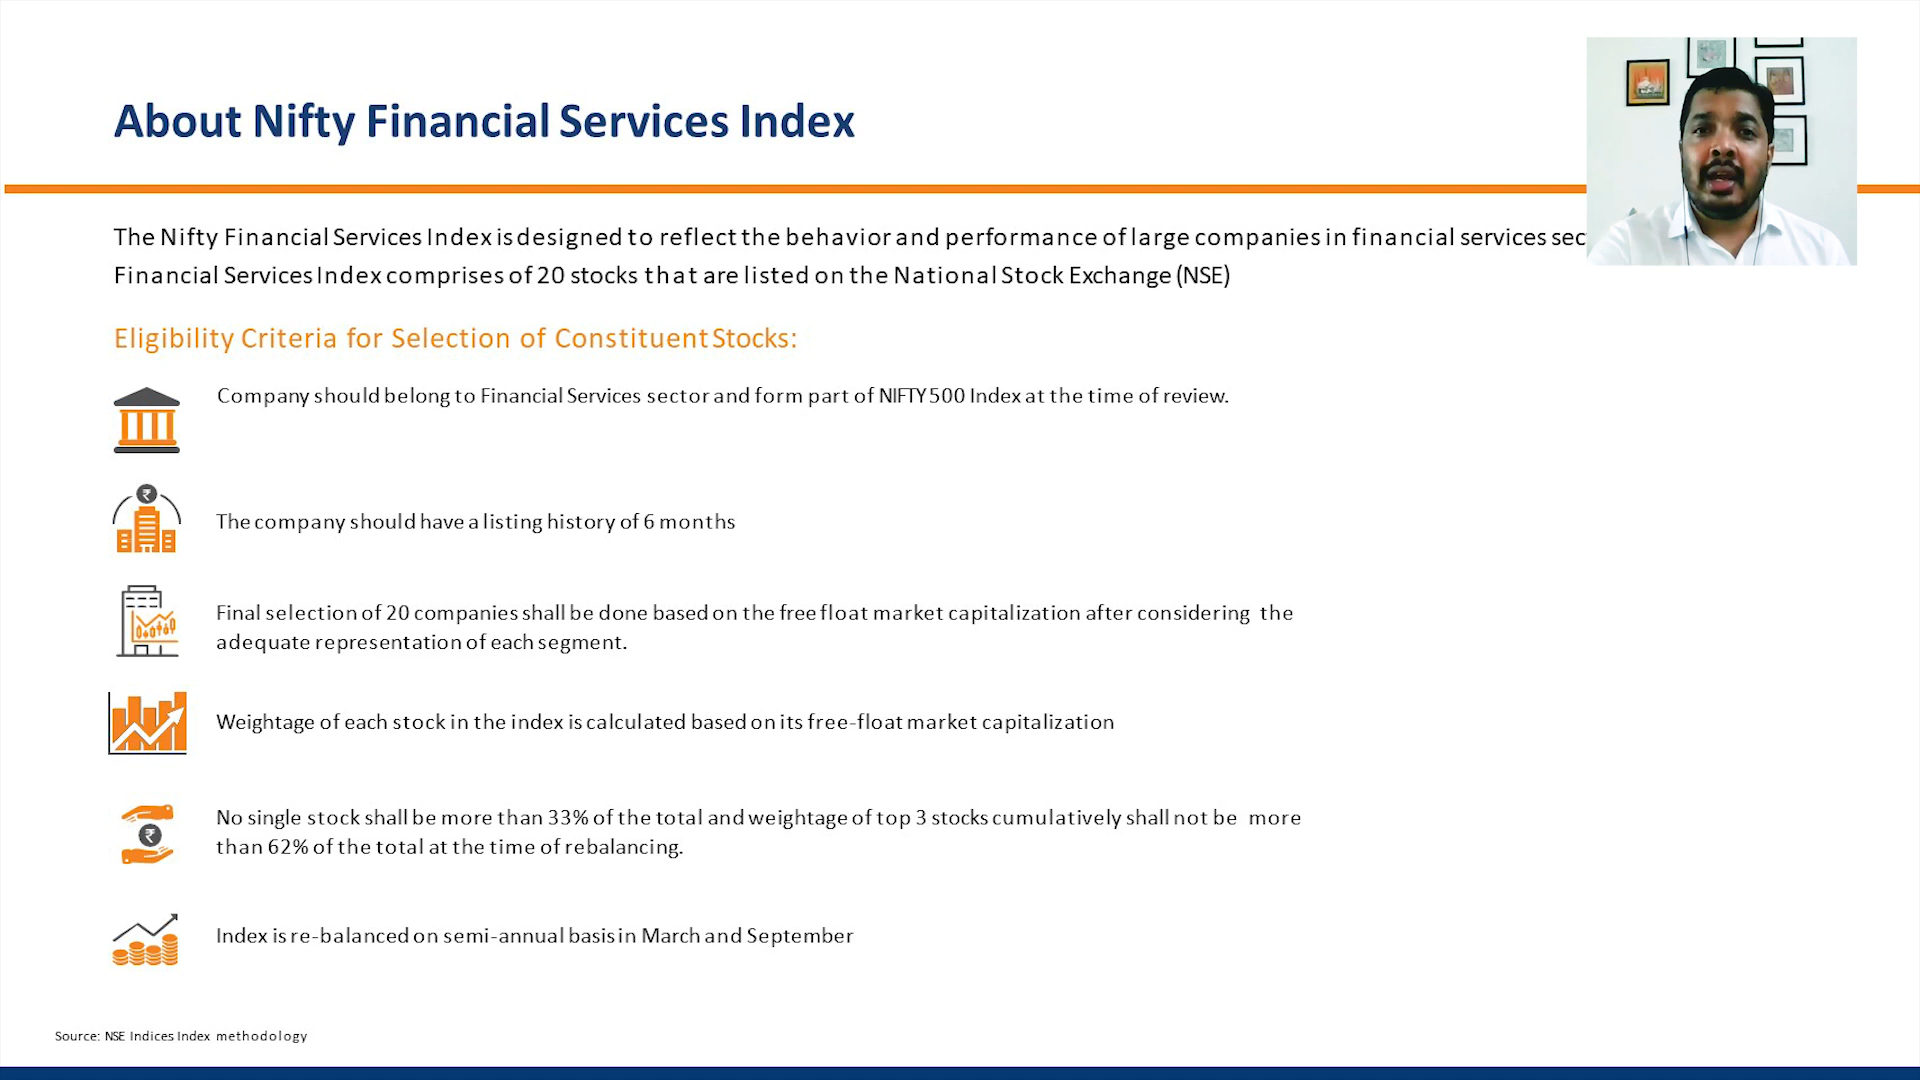 About Nifty Financial Services Index
The Nifty Financial Services Index is designed to reflect the behavior and performance of large companies in financial services
Financial Services Index comprises of 20 stocks that are listed on the National Stock Exchange (NSE)
Eligibility Criteria for Selection of Constituent Stocks:
Company should belong to Financial Services sector and form part of NIFTY 500 Index at the time of review.
The company should have a listing history of 6 months
Final selection of 20 companies shall be done based on the free float market capitalization after considering the
adequate representation of each segment.
Weightage of each stock in the index is calculated based on its free-float market capitalization
No single stock shall be more than 33% of the total and weightage of top 3 stocks cumulatively shall not be more
than 62% of the total at the time of rebalancing.
Index is re-balanced on semi-annual basis in March and September
Source: NSE Indices Index methodology